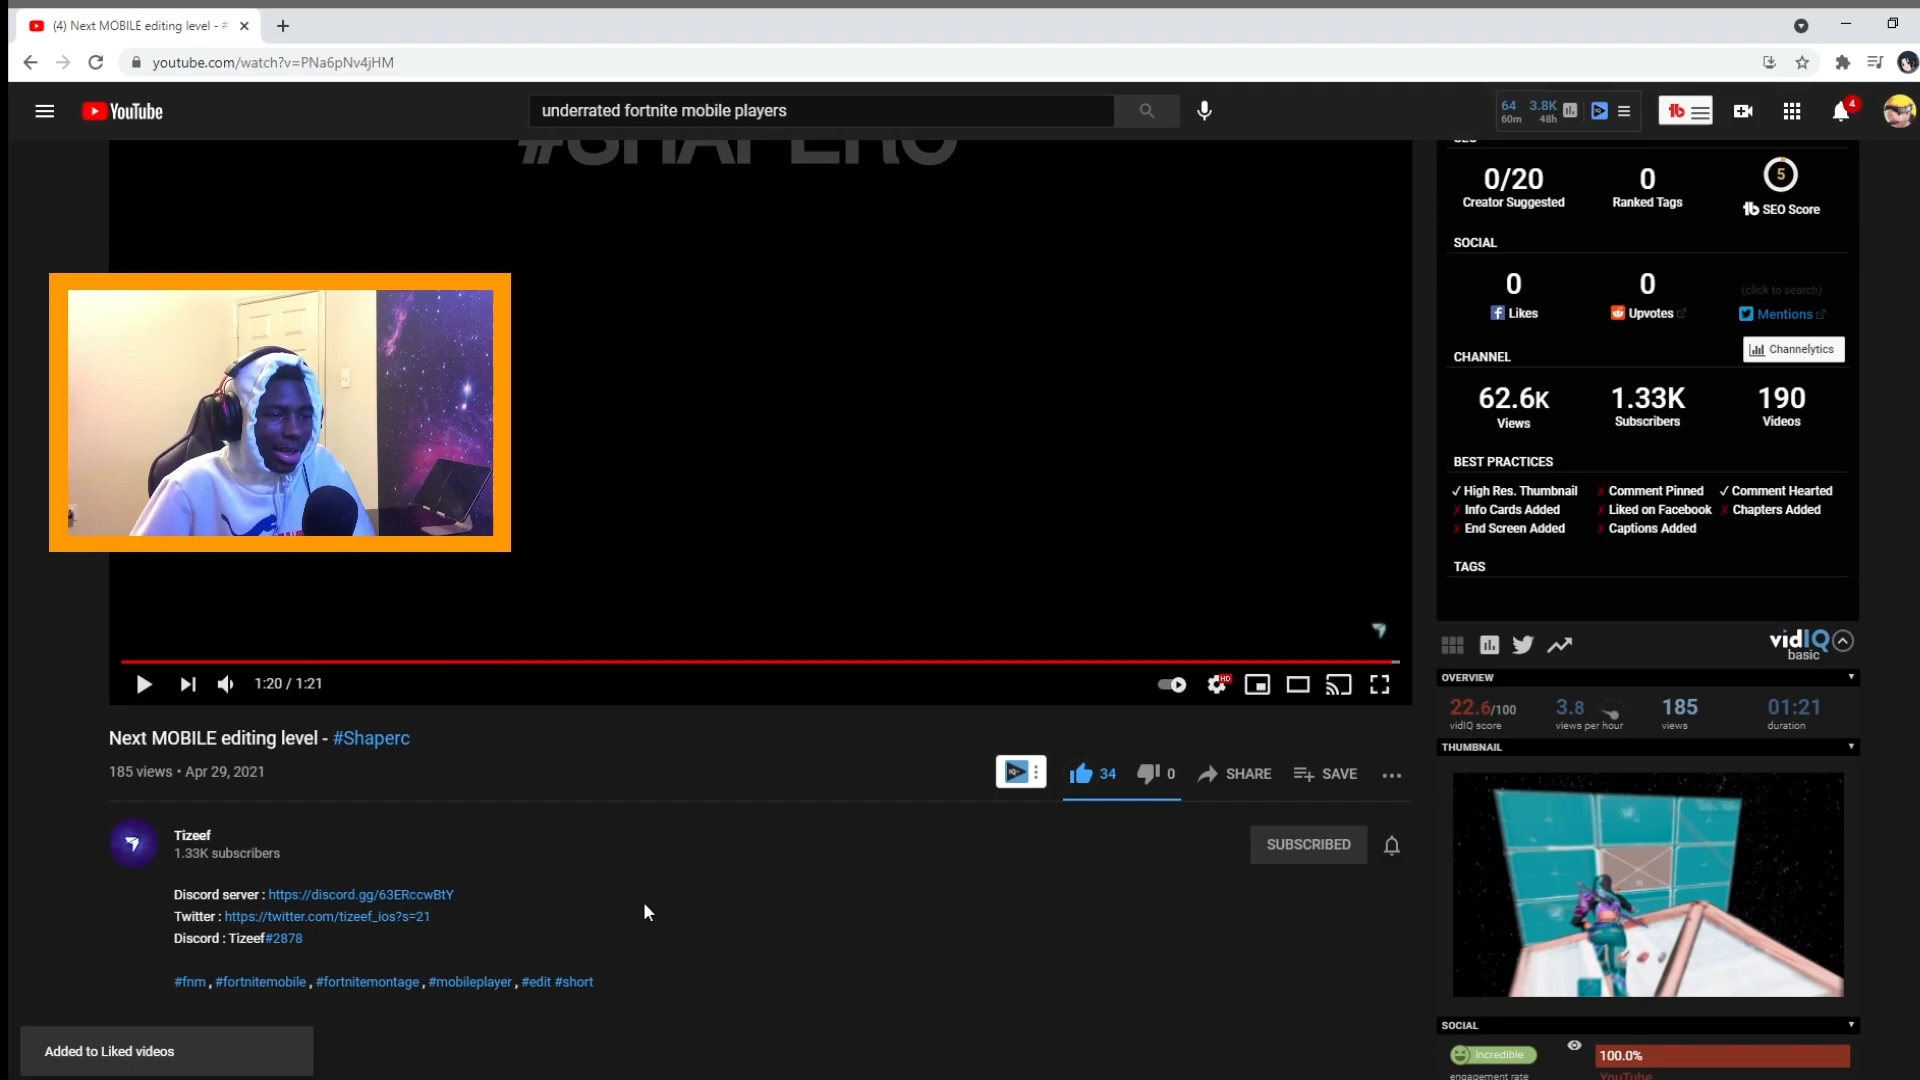 (4) Next MOBILE editing level - #
youtube.com/watch?v=PNa6pNv4jHM
YouTube
underrated fortnite mobile players
64 3.8K
60m 48h
4
#SHAPERC
0/20 0 5
Creator Suggested Ranked Tags SEO Score
SOCIAL
0 0 (click to search)
Likes Upvotes Mentions
Channelytics
CHANNEL
62.6K 1.33K 190
Views Subscribers Videos
BEST PRACTICES
✓ High Res. Thumbnail x Comment Pinned ✓ Comment Hearted
x Info Cards Added x Liked on Facebook x Chapters Added
x End Screen Added x Captions Added
TAGS
1:20 / 1:21
HD
vidIQ
basic
OVERVIEW
22.6/100 3.8 185 01:21
vidIQ score views per hour views duration
THUMBNAIL
Next MOBILE editing level - #Shaperc
185 views • Apr 29, 2021
34 0 SHARE SAVE
Tizeef
1.33K subscribers
SUBSCRIBED
Discord server : https://discord.gg/63ERccwBtY
Twitter : https://twitter.com/tizeef_ios?s=21
Discord : Tizeef#2878
#fnm , #fortnitemobile , #fortnitemontage , #mobileplayer , #edit #short
Added to Liked videos
SOCIAL
Incredible 100.0%
engagement rate YouTube